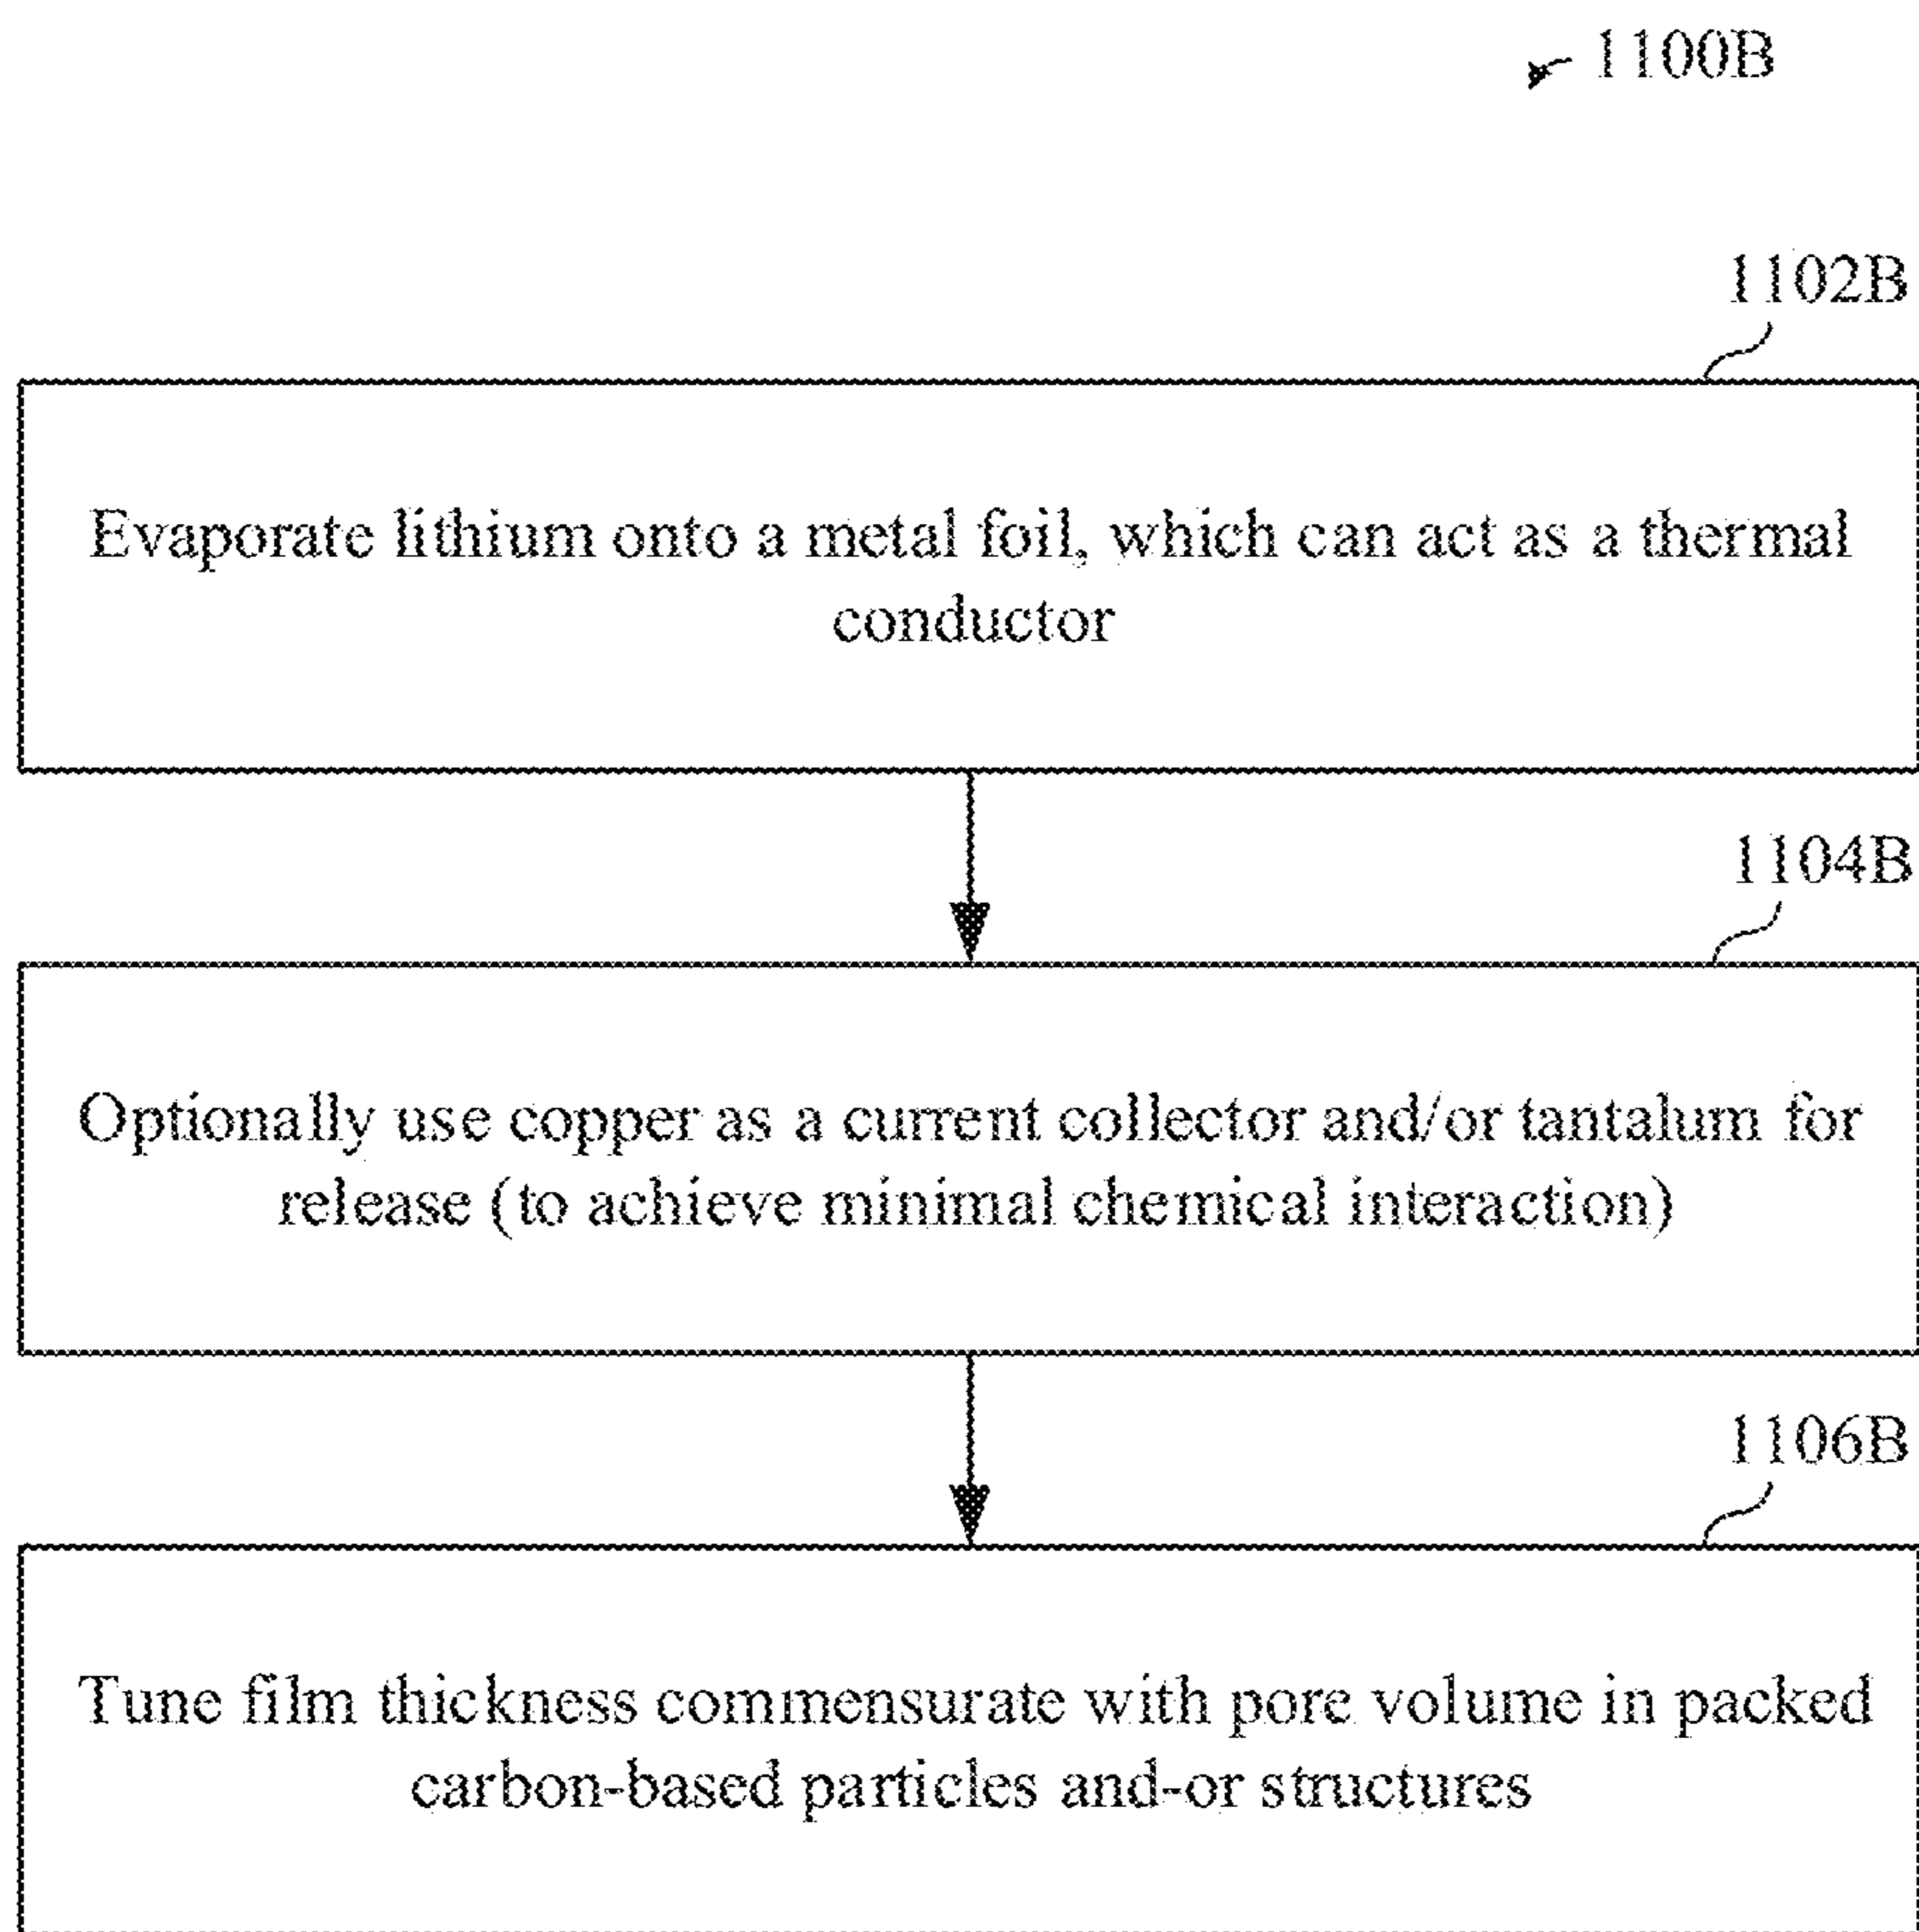 1100B
1102B
Evaporate lithium onto a metal foil, which can act as a thermal
conductor
1104B
Optionally use copper as a current collector and/or tantalum for
release (to achieve minimal chemical interaction)
1106B
Tune film thickness commensurate with pore volume in packed
carbon-based particles and-or structures